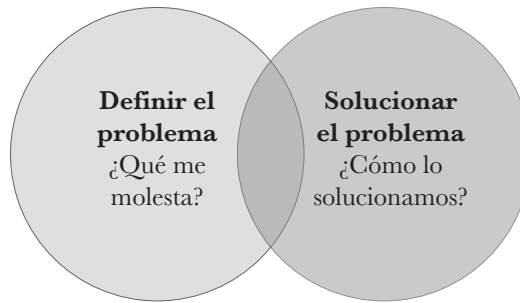 Definir el
problema
¿Qué me
molesta?
Solucionar
el problema
¿Cómo lo
solucionamos?